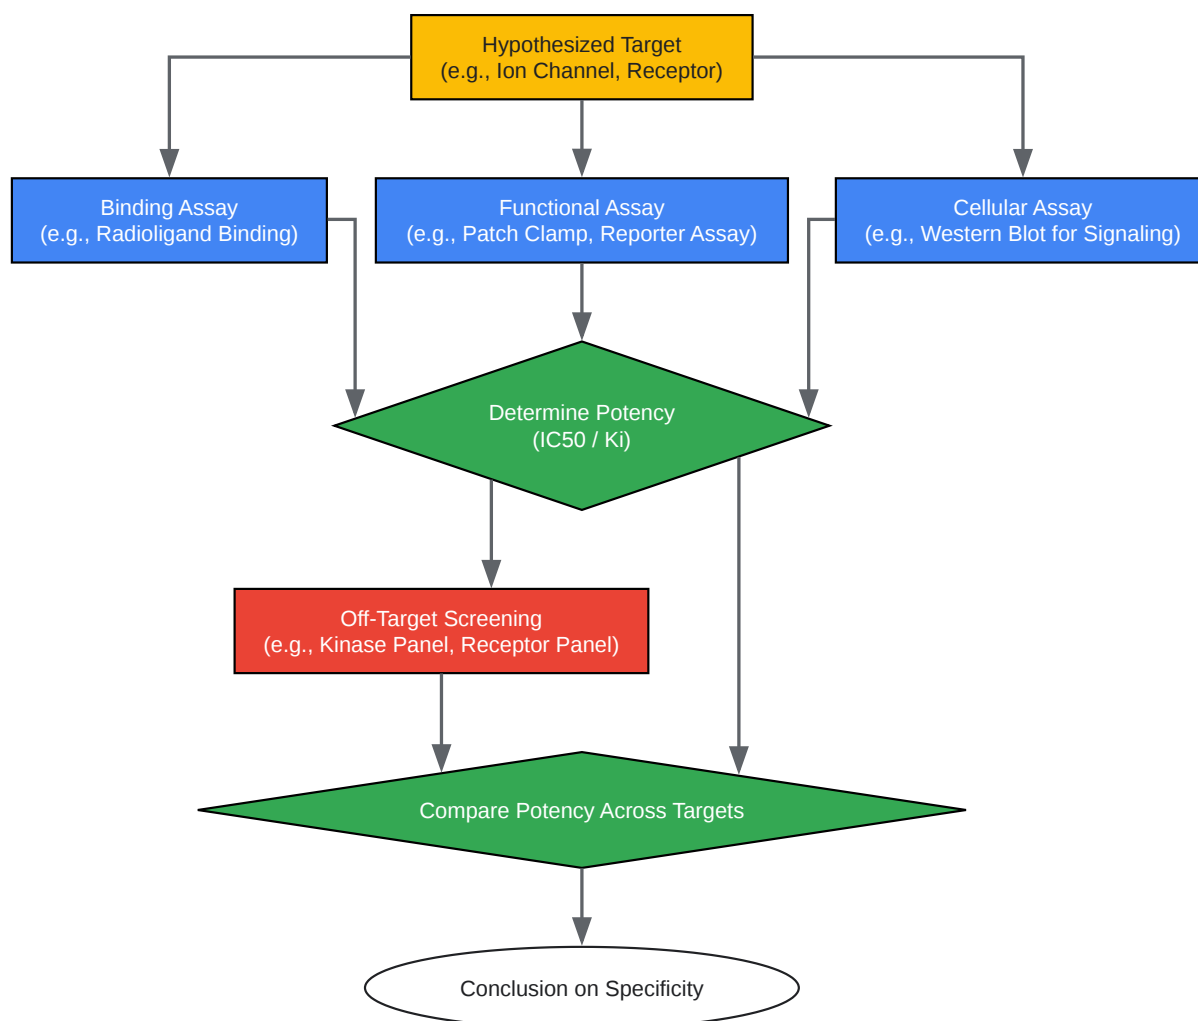 Hypothesized Target
(e.g., Ion Channel, Receptor)
Binding Assay
(e.g., Radioligand Binding)
Functional Assay
(e.g., Patch Clamp, Reporter Assay)
Cellular Assay
(e.g., Western Blot for Signaling)
Determine Potency
(IC50 / Ki)
Off-Target Screening
(e.g., Kinase Panel, Receptor Panel)
Compare Potency Across Targets
Conclusion on Specificity